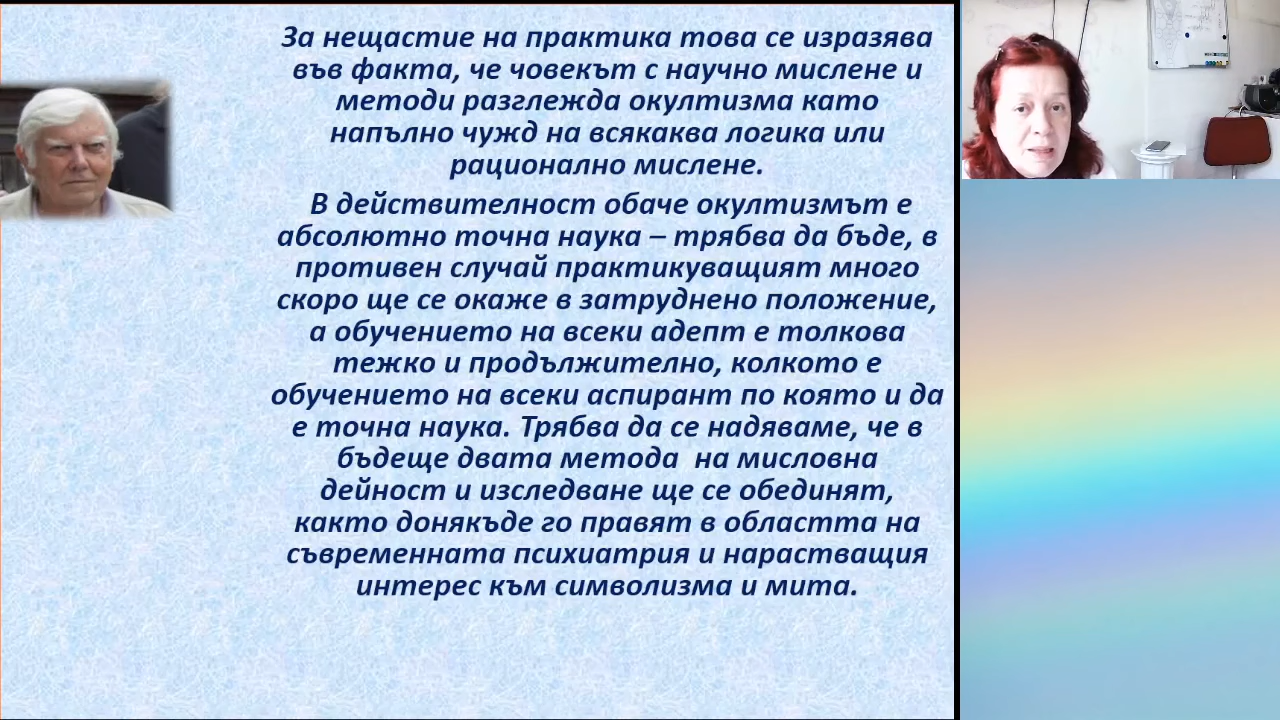 За нещастие на практика това се изразява
във факта, че човекът с научно мислене и
методи разглежда окултизма като
напълно чужд на всякаква логика или
рационално мислене.
В действителност обаче окултизмът е
абсолютно точна наука – трябва да бъде, в
противен случай практикуващият много
скоро ще се окаже в затруднено положение,
а обучението на всеки адепт е толкова
тежко и продължително, колкото е
обучението на всеки аспирант по която и да
е точна наука. Трябва да се надяваме, че в
бъдеще двата метода  на мисловна
дейност и изследване ще се обединят,
както донякъде го правят в областта на
съвременната психиатрия и нарастващия
интерес към символизма и мита.